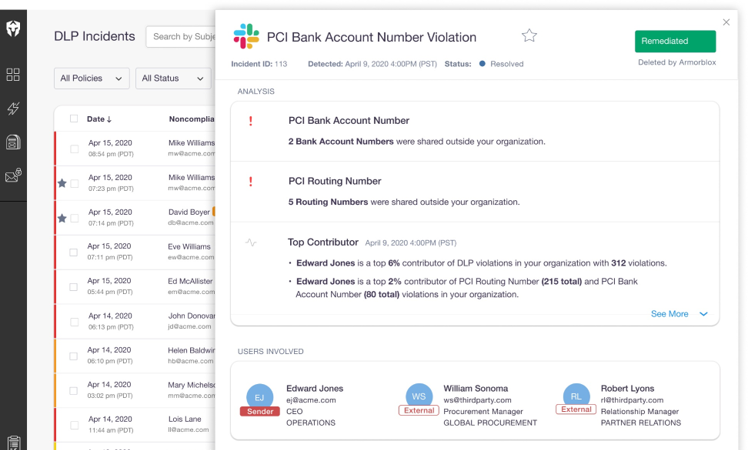 DLP Incidents
Search by Subje
All Policies
All Status
Date ↓
Noncomplia
Apr 15, 2020
08:54 pm (PDT)
Mike Williams
mw@acme.com
Apr 15, 2020
07:23 pm (PDT)
Mike Williams
mw@acme.com
Apr 15, 2020
07:14 pm (PDT)
David Boyer
db@acme.com
Apr 15, 2020
07:11 pm (PDT)
Eve Williams
ew@acme.com
Apr 15, 2020
05:44 pm (PDT)
Ed McAllister
em@acme.com
Apr 14, 2020
06:13 pm (PDT)
John Donovan
jd@acme.com
Apr 14, 2020
06:10 pm (PDT)
Helen Baldwin
hb@acme.com
Apr 14, 2020
03:02 pm (PDT)
Mary Michelso
mm@acme.com
Apr 14, 2020
11:44 am (PDT)
Lois Lane
ll@acme.com
PCI Bank Account Number Violation
Remediated
Deleted by Armorblox
Incident ID: 113 Detected: April 9, 2020 4:00PM (PST) Status: Resolved
ANALYSIS
! PCI Bank Account Number
2 Bank Account Numbers were shared outside your organization.
! PCI Routing Number
5 Routing Numbers were shared outside your organization.
Top Contributor April 9, 2020 4:00PM (PST)
• Edward Jones is a top 6% contributor of DLP violations in your organization with 312 violations.
• Edward Jones is a top 2% contributor of PCI Routing Number (215 total) and PCI Bank
Account Number (80 total) violations in your organization.
See More
USERS INVOLVED
EJ
Sender
Edward Jones
ej@acme.com
CEO
OPERATIONS
WS
External
William Sonoma
ws@thirdparty.com
Procurement Manager
GLOBAL PROCUREMENT
RL
External
Robert Lyons
rl@thirdparty.com
Relationship Manager
PARTNER RELATIONS